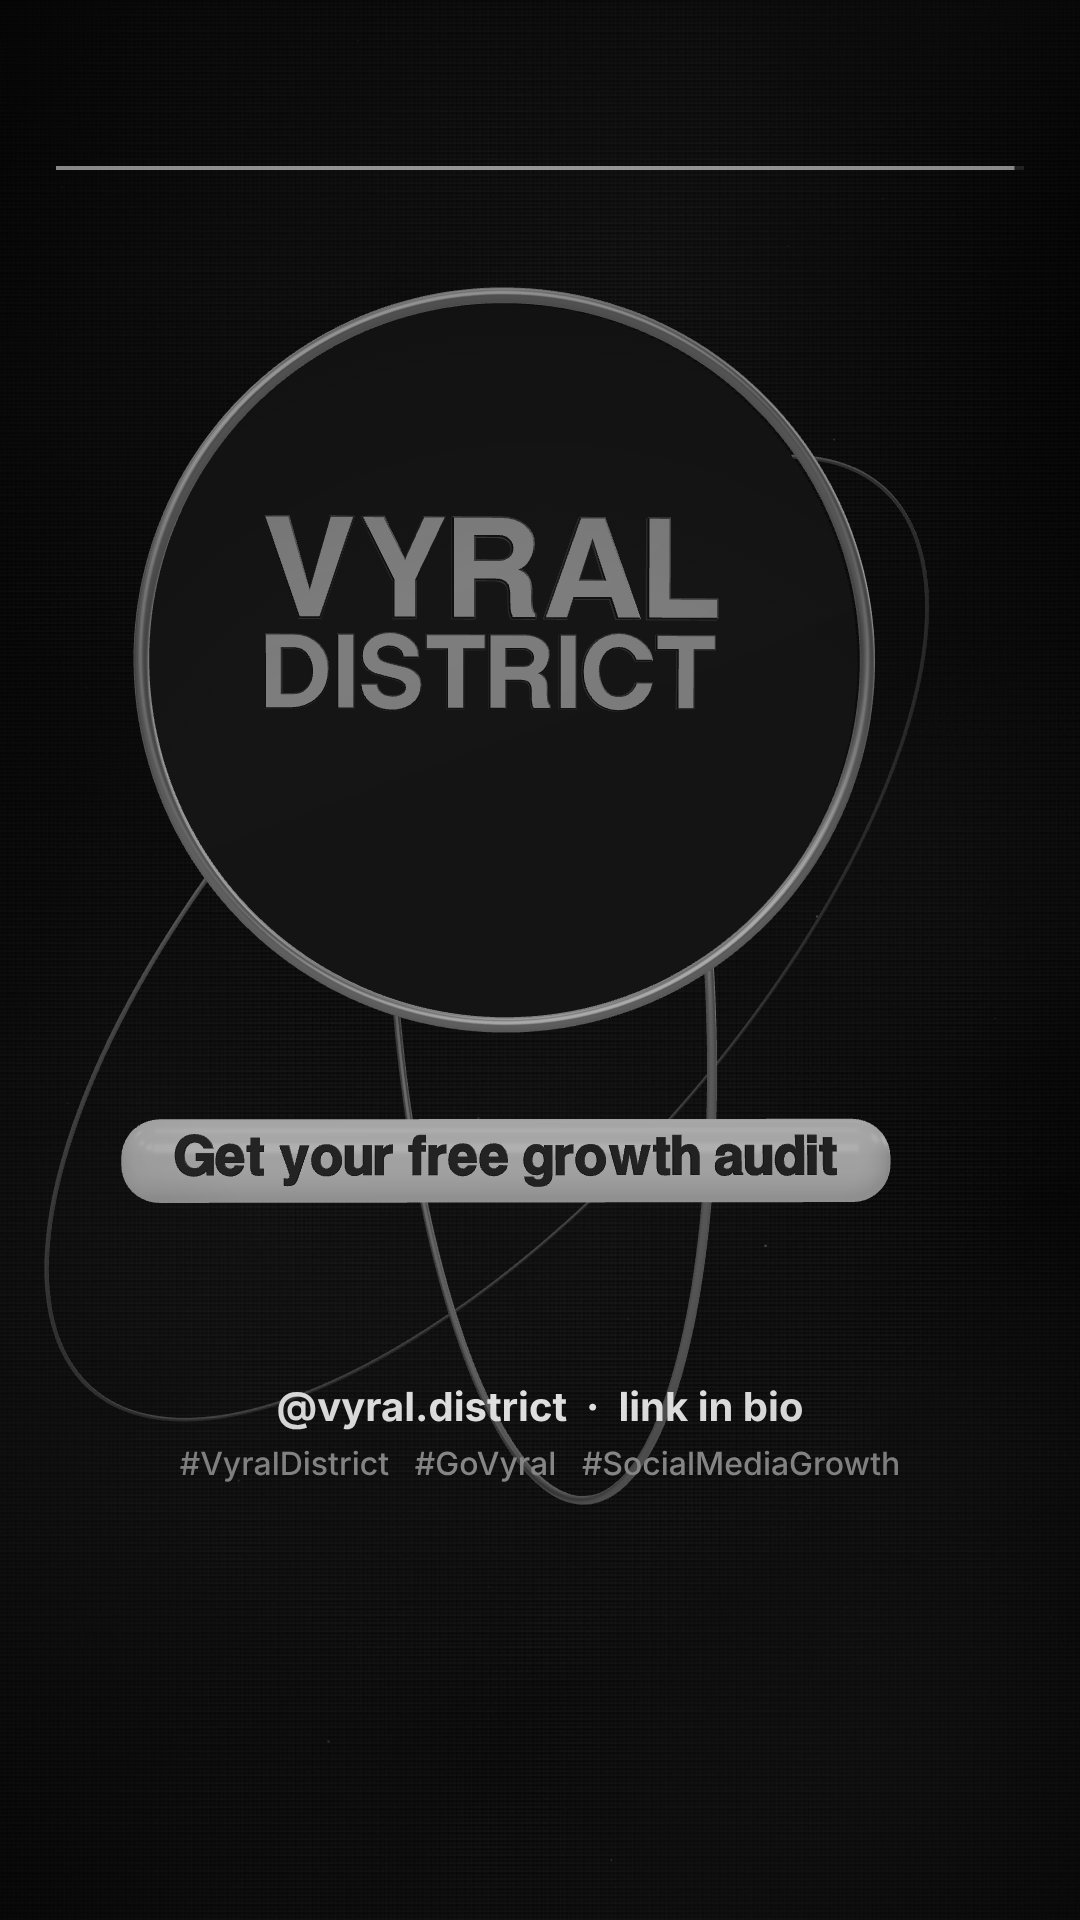 VYRAL
DISTRICT
Get your free growth audit
@vyral.district · link in bio
#VyralDistrict #GoVyral #SocialMediaGrowth